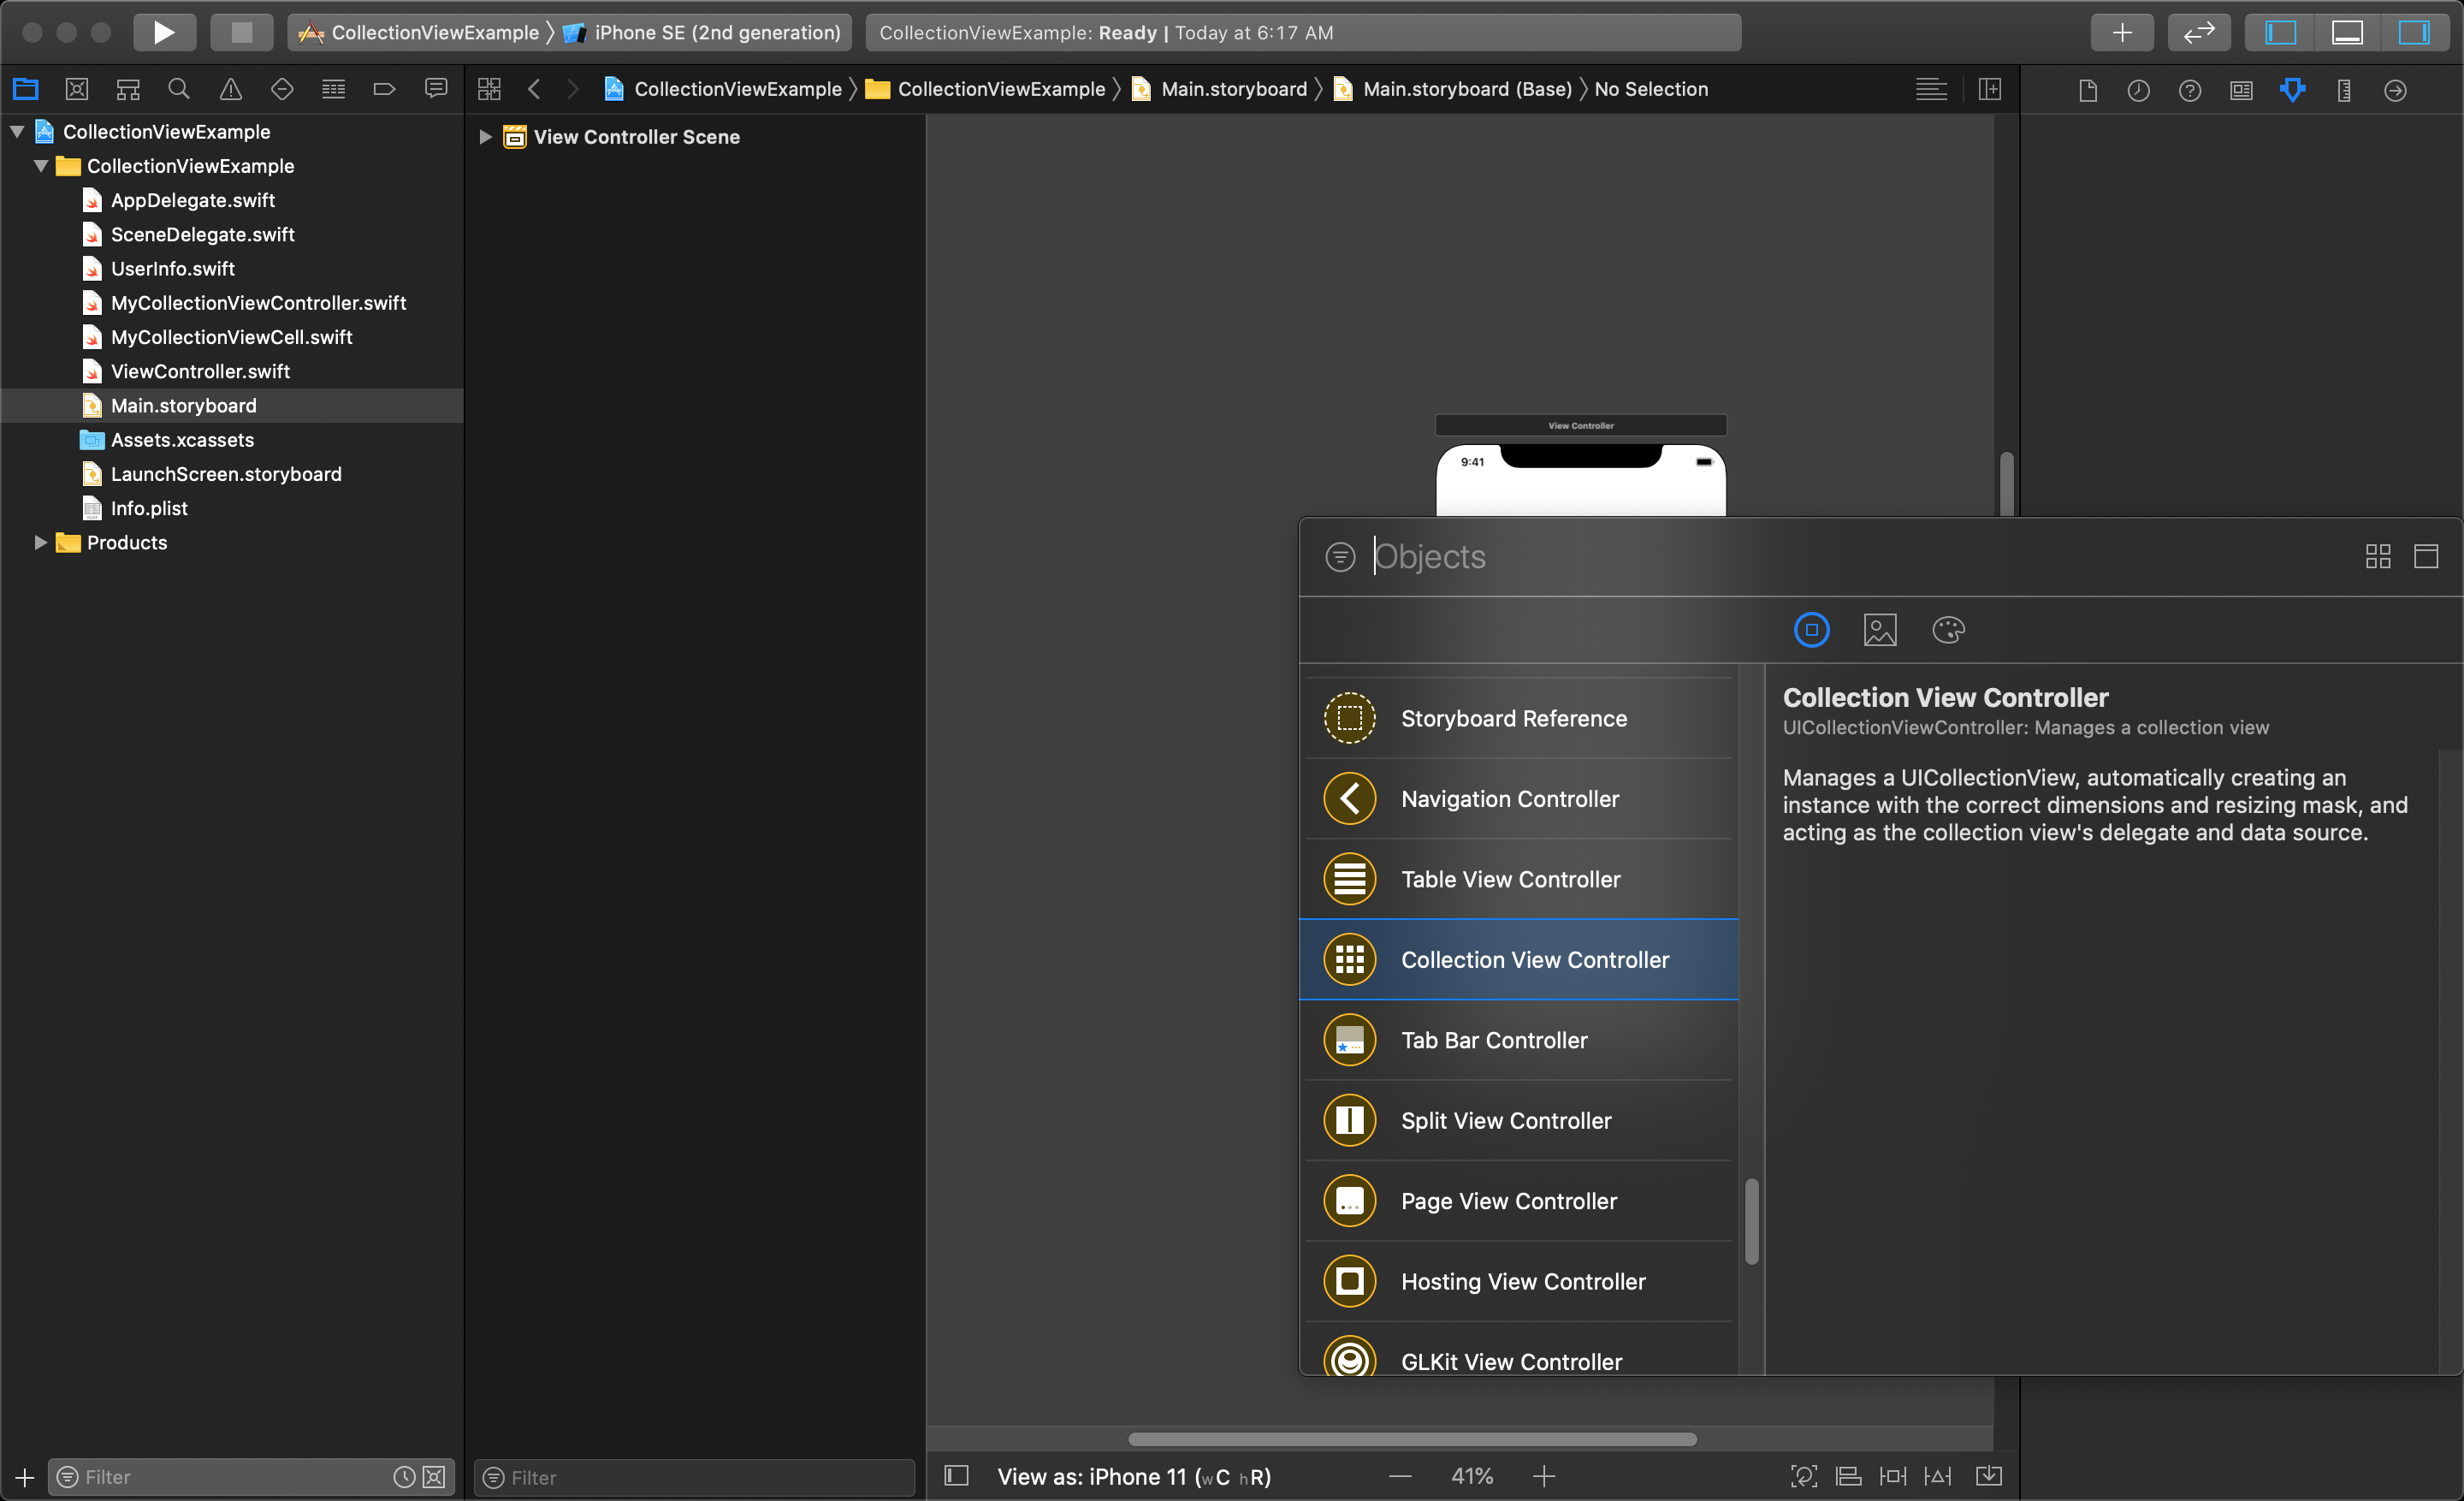 CollectionViewExample 〉 iPhone SE (2nd generation)
CollectionViewExample: Ready | Today at 6:17 AM
CollectionViewExample 〉 CollectionViewExample 〉 Main.storyboard 〉 Main.storyboard (Base) 〉 No Selection
CollectionViewExample
CollectionViewExample
AppDelegate.swift
SceneDelegate.swift
UserInfo.swift
MyCollectionViewController.swift
MyCollectionViewCell.swift
ViewController.swift
Main.storyboard
Assets.xcassets
LaunchScreen.storyboard
Info.plist
Products
Filter
View Controller Scene
Filter
View Controller
9:41
Objects
Storyboard Reference
Navigation Controller
Table View Controller
Collection View Controller
Tab Bar Controller
Split View Controller
Page View Controller
Hosting View Controller
GLKit View Controller
Collection View Controller
UICollectionViewController: Manages a collection view
Manages a UICollectionView, automatically creating an
instance with the correct dimensions and resizing mask, and
acting as the collection view's delegate and data source.
View as: iPhone 11 (wC hR)
41%